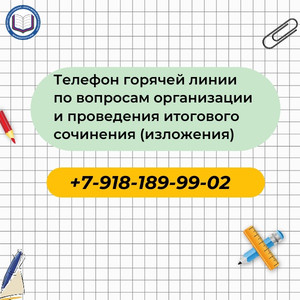 Телефон горячей линии
по вопросам организации
и проведения итогового
сочинения (изложения)
+7-918-189-99-02